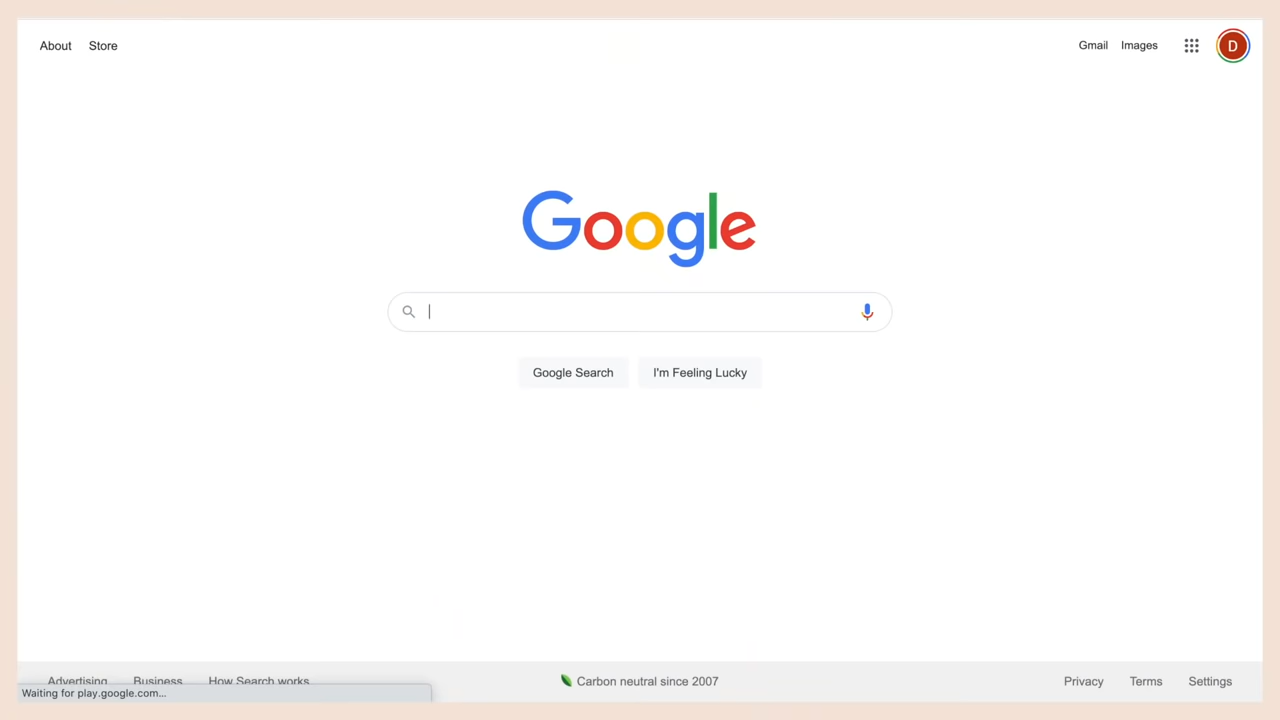 About Store
Gmail Images
D
Google
Google Search I'm Feeling Lucky
Advertising Business How Search works
Carbon neutral since 2007
Privacy Terms Settings
Waiting for play.google.com...